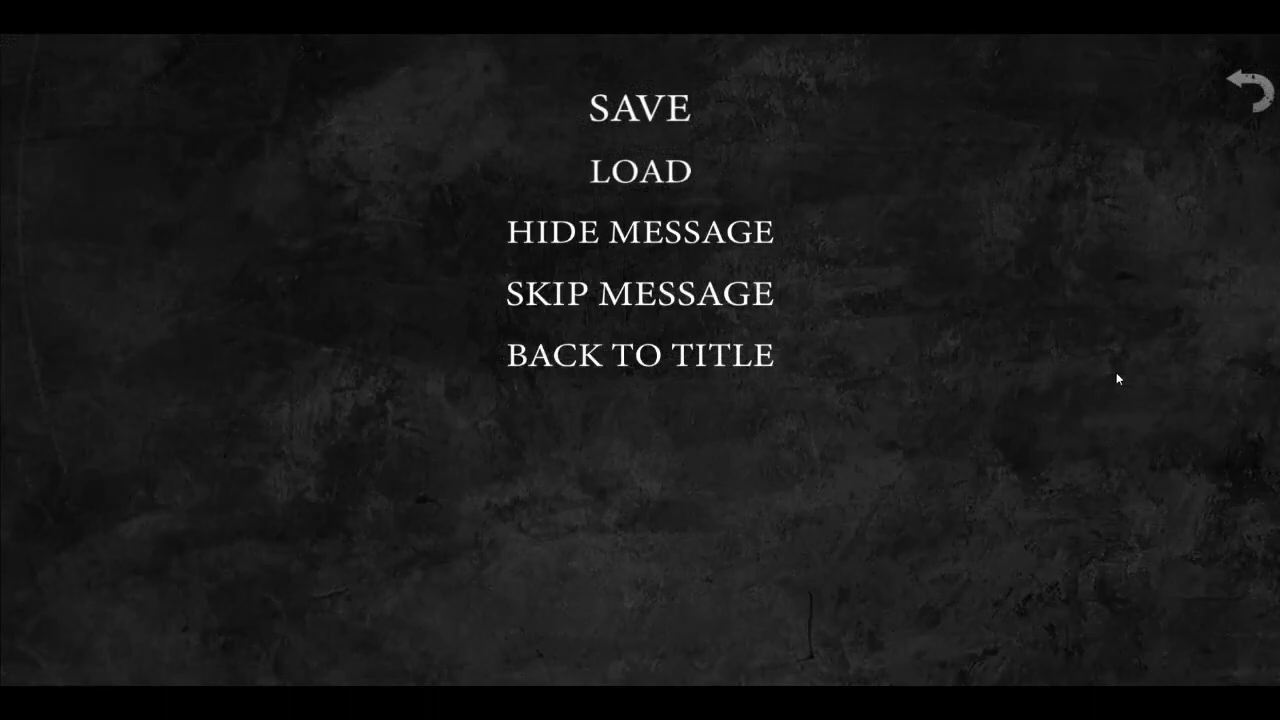 SAVE
LOAD
HIDE MESSAGE
SKIP MESSAGE
BACK TO TITLE